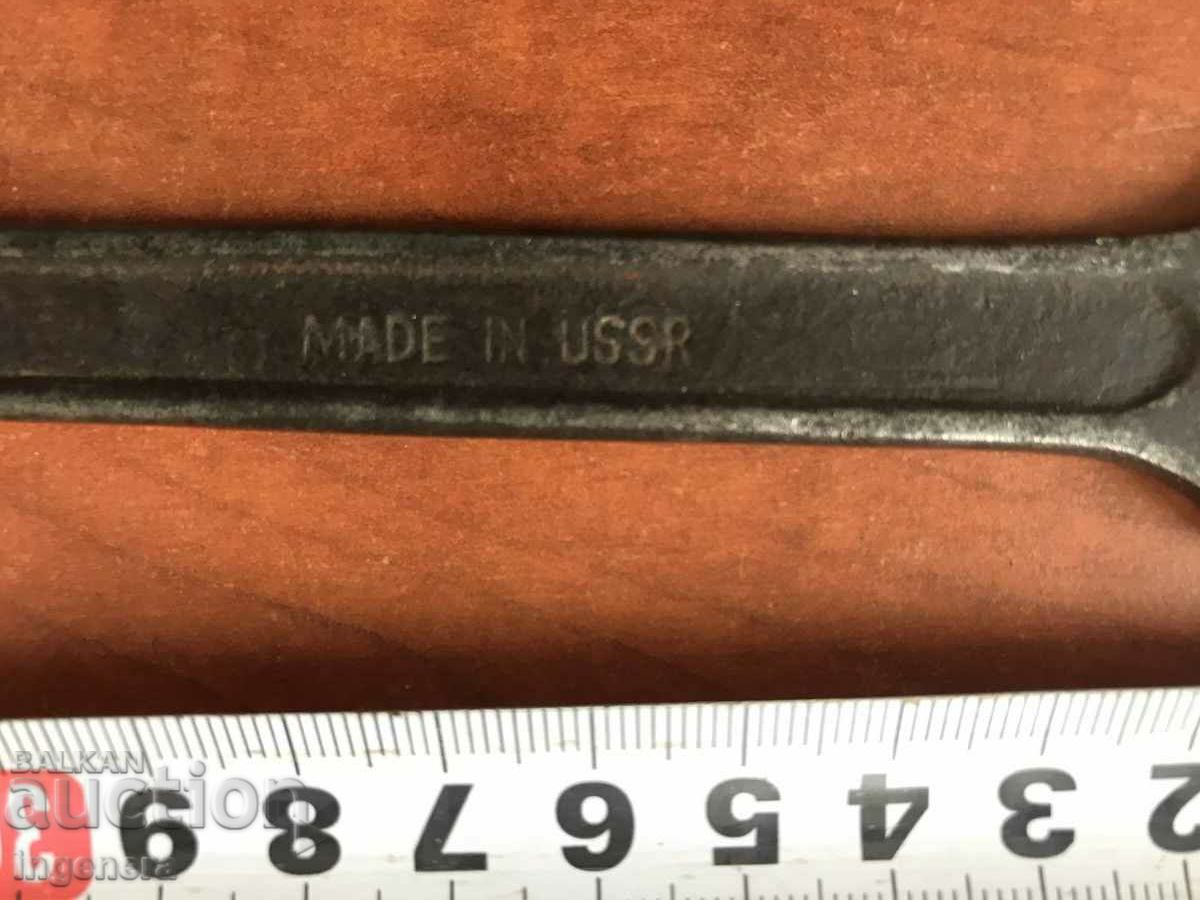 MADE IN USSR
9 8 7 6 5 4 3 2
BALKAN
auction
ingenera